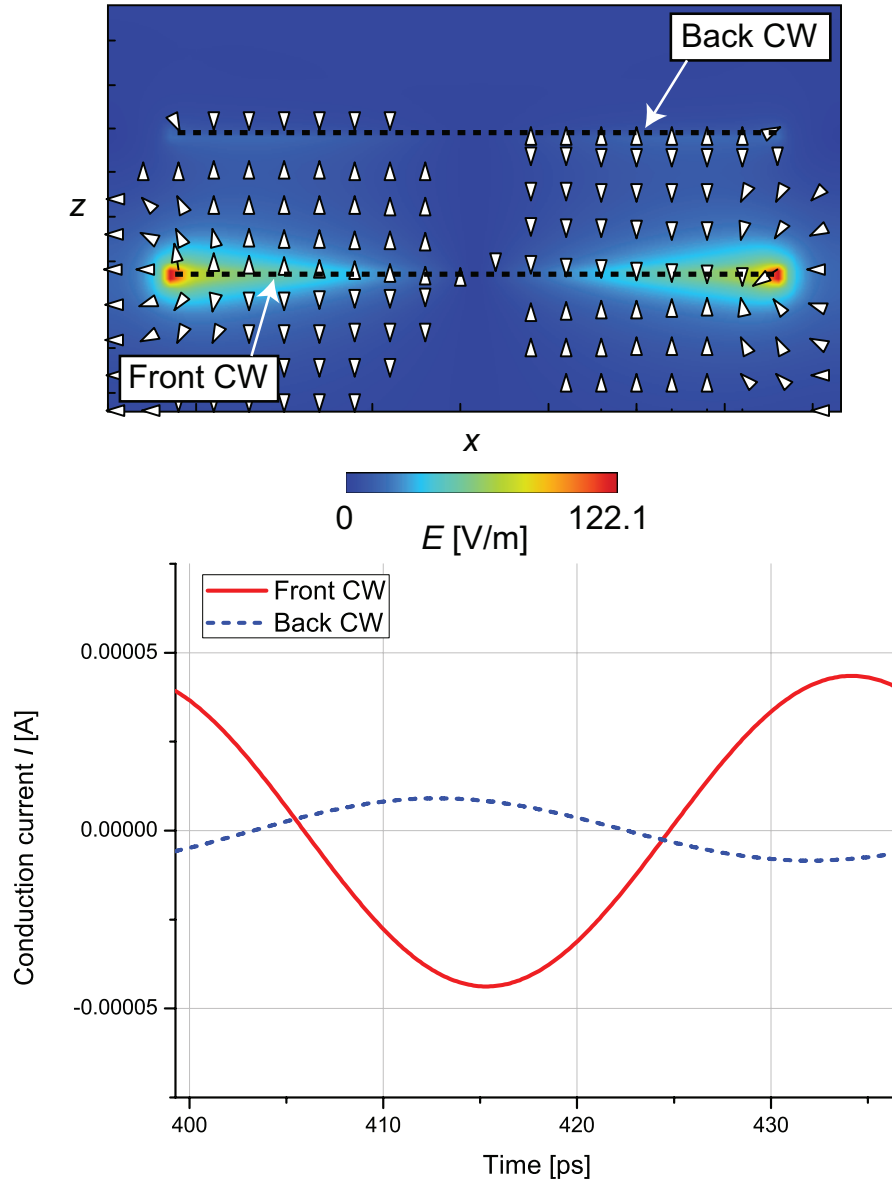 Back CW
z
Front CW
x
0
122.1
E [V/m]
Front CW
Back CW
0.00005
0.00000
-0.00005
Conduction current I [A]
400
410
420
430
Time [ps]